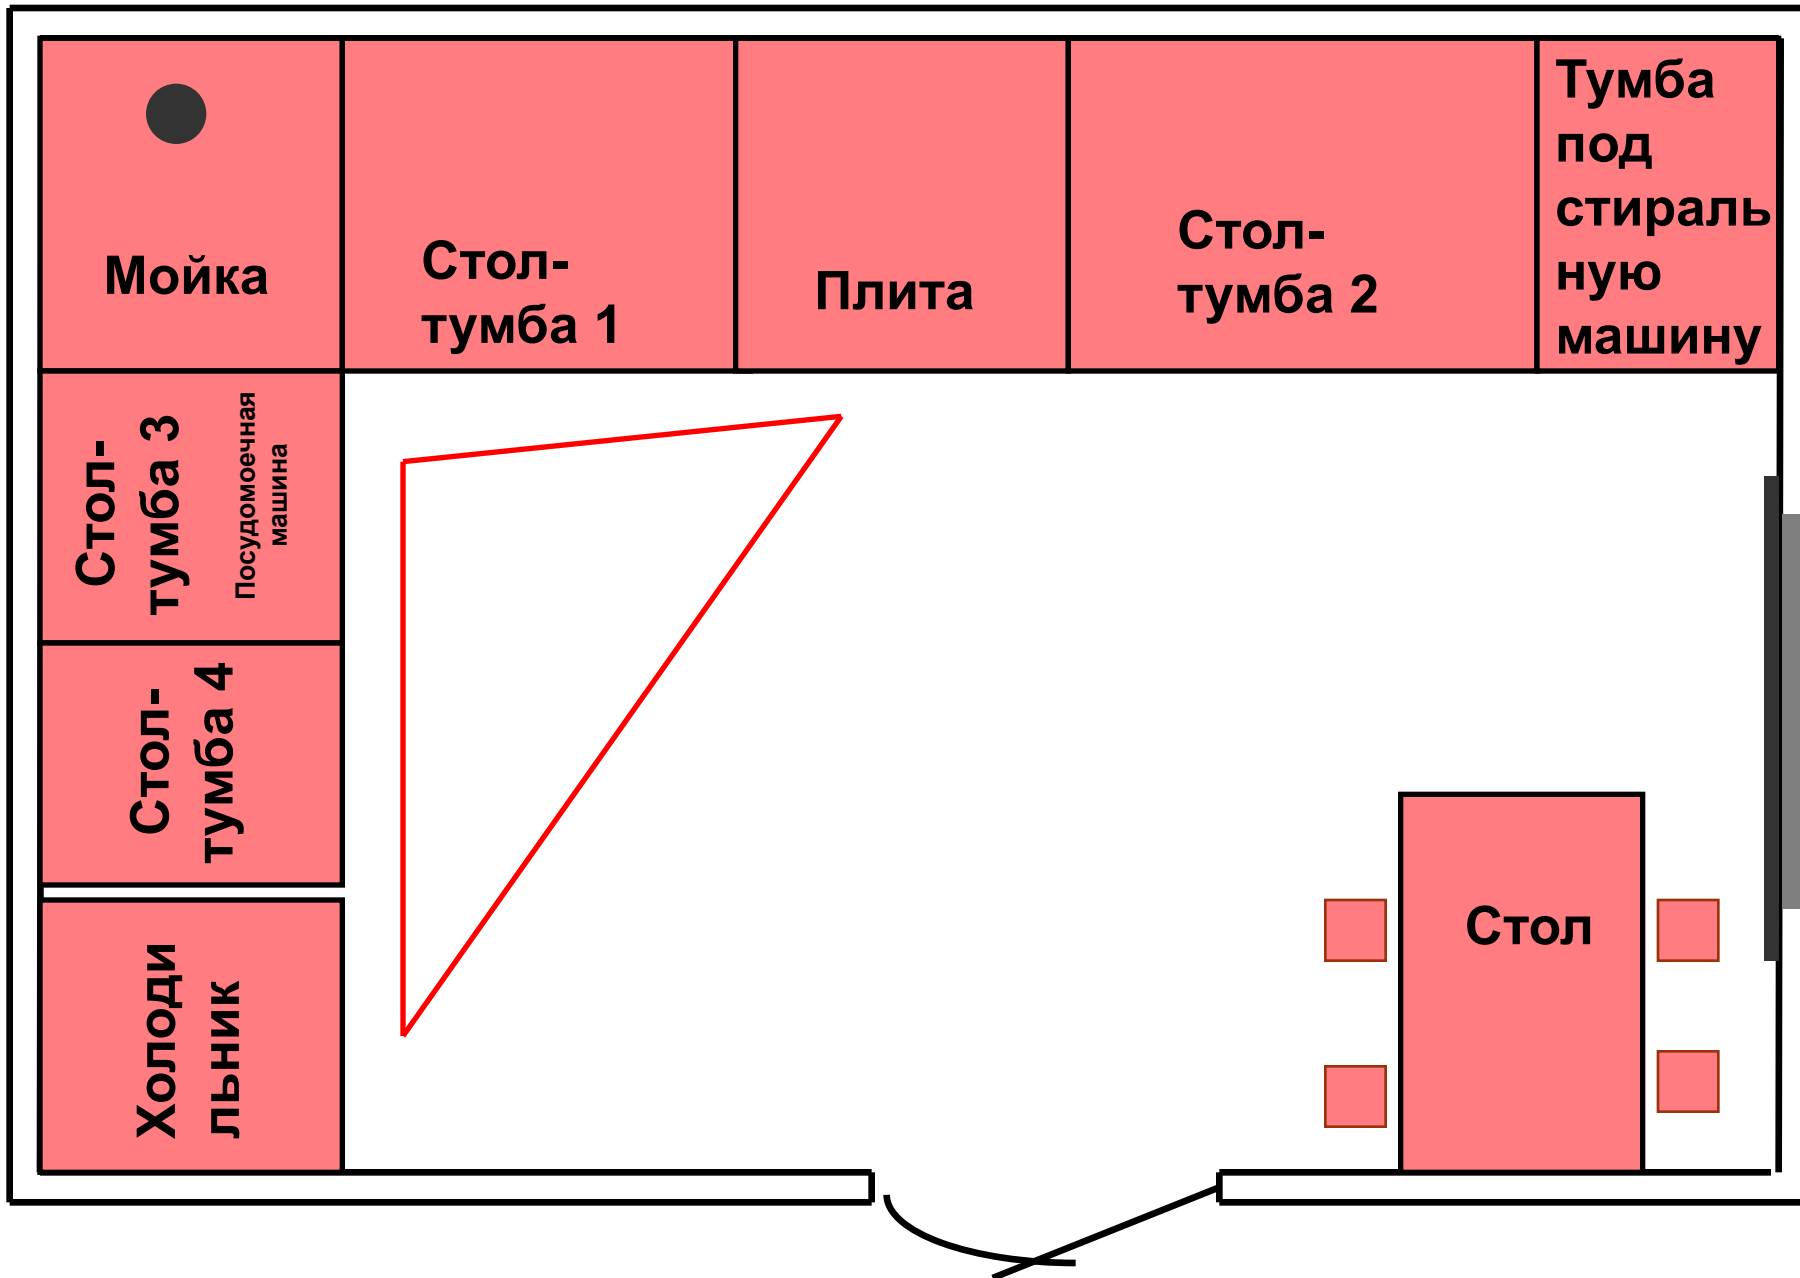 Мойка
Стол-
тумба 1
Плита
Стол-
тумба 2
Тумба
под
стираль
ную
машину
Стол-
тумба 3
Посудомоечная
машина
Стол-
тумба 4
Холоди
льник
Стол